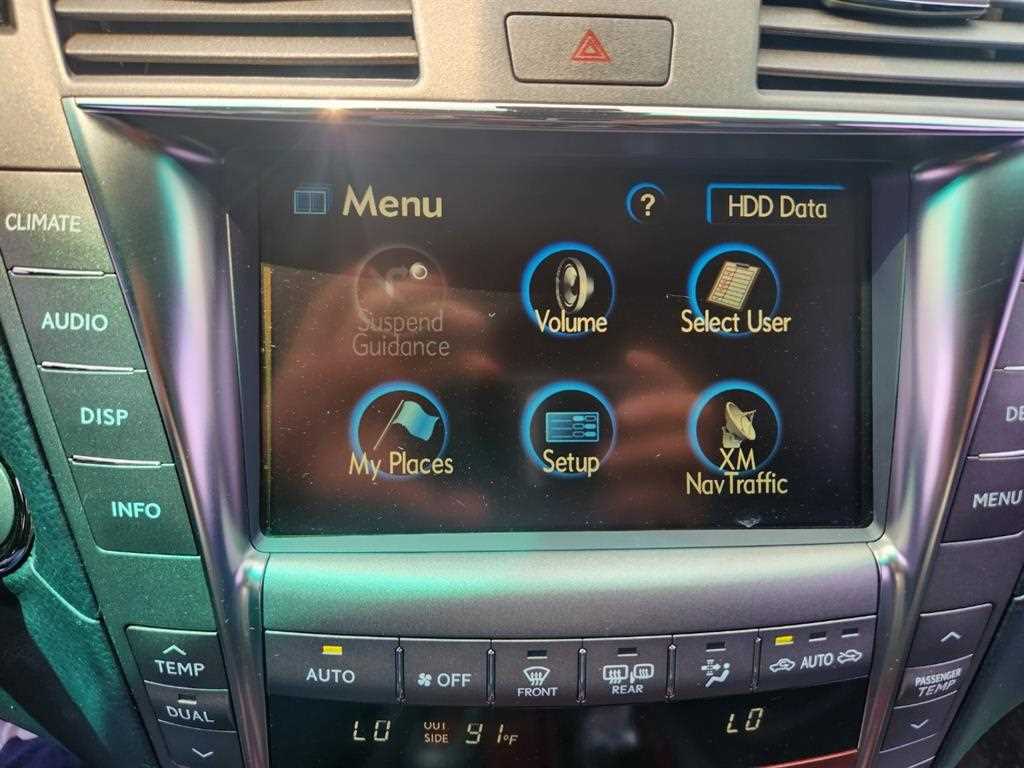 Menu
?
HDD Data
Suspend
Guidance
Volume
Select User
My Places
Setup
XM
NavTraffic
CLIMATE
AUDIO
DISP
INFO
MENU
TEMP
DUAL
AUTO
OFF
FRONT
REAR
AUTO
PASSENGER
TEMP
LO
OUT
SIDE
91°F
LO